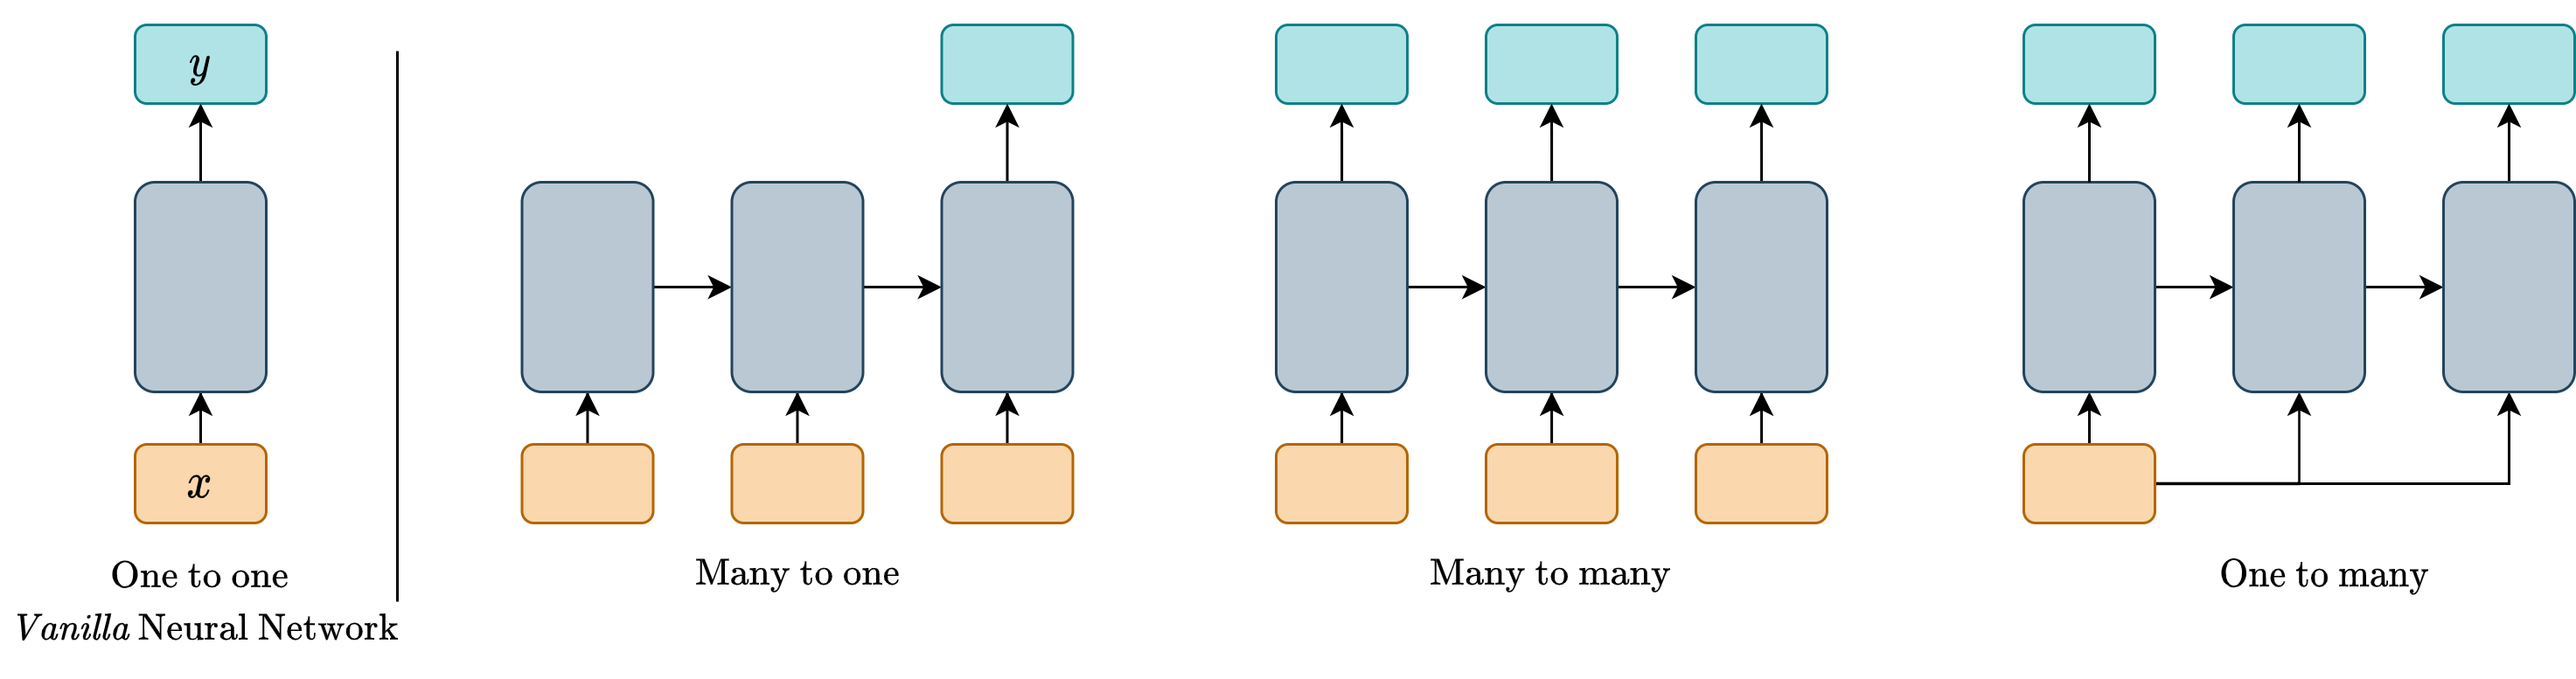 y
x
One to one
Vanilla Neural Network
Many to one
Many to many
One to many